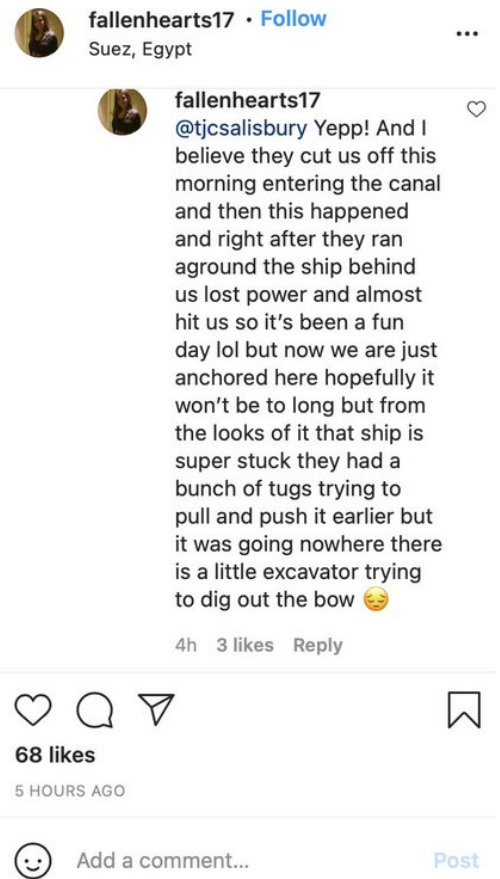 fallenhearts17 • Follow
Suez, Egypt
fallenhearts17
@tjcsalisbury Yepp! And I
believe they cut us off this
morning entering the canal
and then this happened
and right after they ran
aground the ship behind
us lost power and almost
hit us so it’s been a fun
day lol but now we are just
anchored here hopefully it
won’t be to long but from
the looks of it that ship is
super stuck they had a
bunch of tugs trying to
pull and push it earlier but
it was going nowhere there
is a little excavator trying
to dig out the bow 😔
4h 3 likes Reply
68 likes
5 HOURS AGO
Add a comment... Post